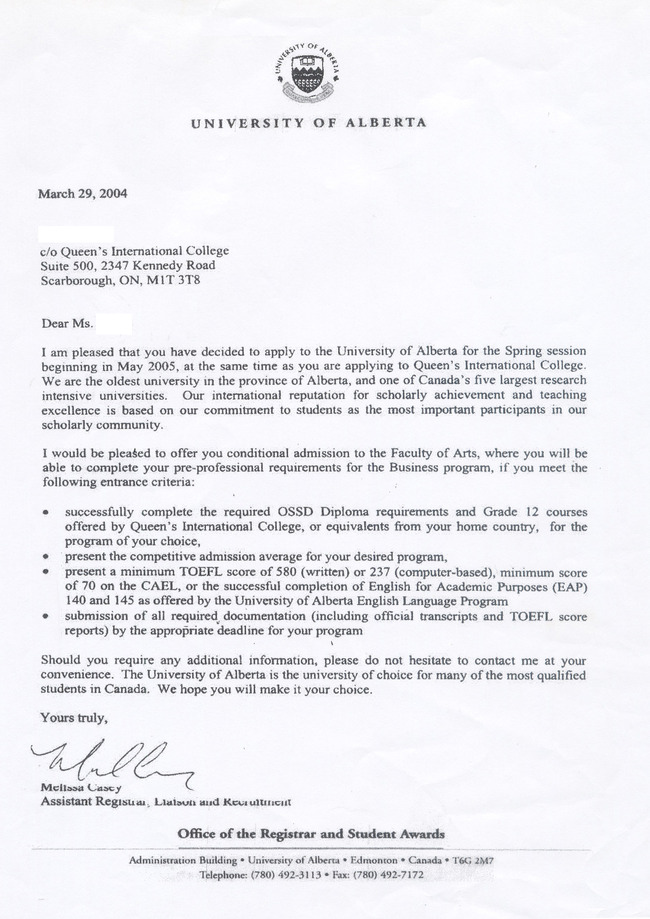 UNIVERSITY OF ALBERTA
UNIVERSITY OF ALBERTA
March 29, 2004
c/o Queen's International College
Suite 500, 2347 Kennedy Road
Scarborough, ON, M1T 3T8
Dear Ms.
I am pleased that you have decided to apply to the University of Alberta for the Spring session
beginning in May 2005, at the same time as you are applying to Queen's International College.
We are the oldest university in the province of Alberta, and one of Canada's five largest research
intensive universities. Our international reputation for scholarly achievement and teaching
excellence is based on our commitment to students as the most important participants in our
scholarly community.
I would be pleased to offer you conditional admission to the Faculty of Arts, where you will be
able to complete your pre-professional requirements for the Business program, if you meet the
following entrance criteria:
• successfully complete the required OSSD Diploma requirements and Grade 12 courses
offered by Queen's International College, or equivalents from your home country, for the
program of your choice,
• present the competitive admission average for your desired program,
• present a minimum TOEFL score of 580 (written) or 237 (computer-based), minimum score
of 70 on the CAEL, or the successful completion of English for Academic Purposes (EAP)
140 and 145 as offered by the University of Alberta English Language Program
• submission of all required documentation (including official transcripts and TOEFL score
reports) by the appropriate deadline for your program
Should you require any additional information, please do not hesitate to contact me at your
convenience. The University of Alberta is the university of choice for many of the most qualified
students in Canada. We hope you will make it your choice.
Yours truly,
Melissa Casey
Assistant Registrar, Liaison and Recruitment
Office of the Registrar and Student Awards
Administration Building • University of Alberta • Edmonton • Canada • T6G 2M7
Telephone: (780) 492-3113 • Fax: (780) 492-7172